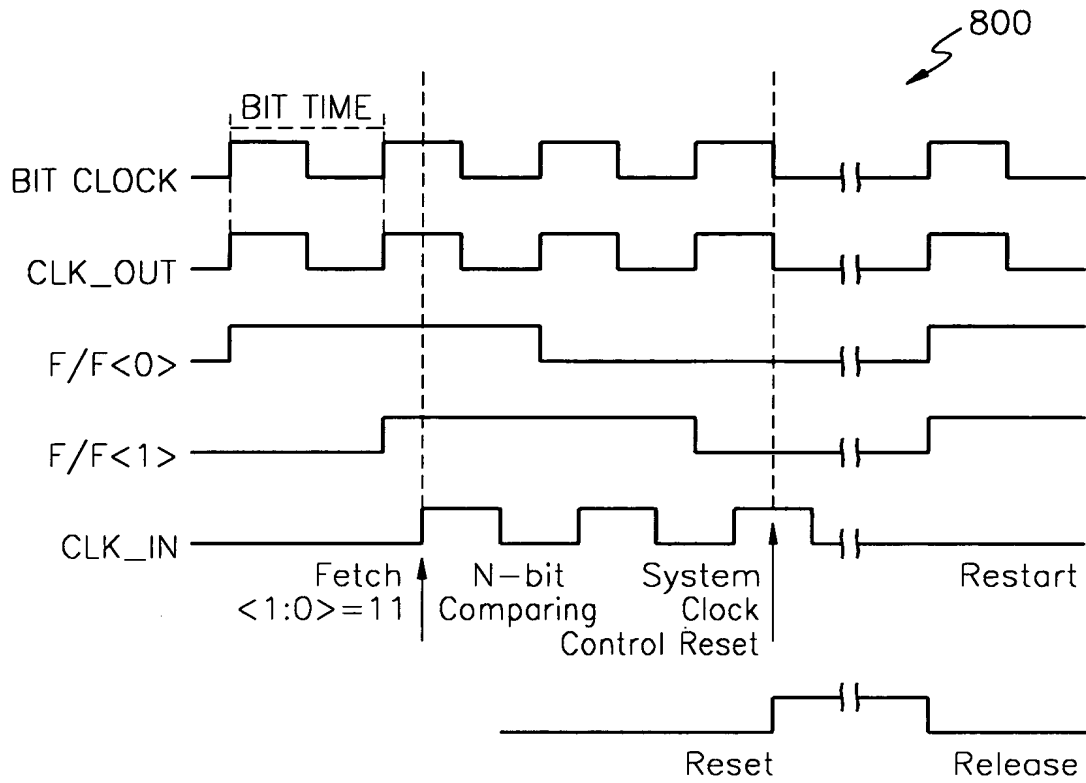 800
BIT TIME
BIT CLOCK
CLK_OUT
F/F<0>
F/F<1>
CLK_IN
Fetch
<1:0>=11
N-bit
Comparing
System
Clock
Control Reset
Restart
Reset
Release